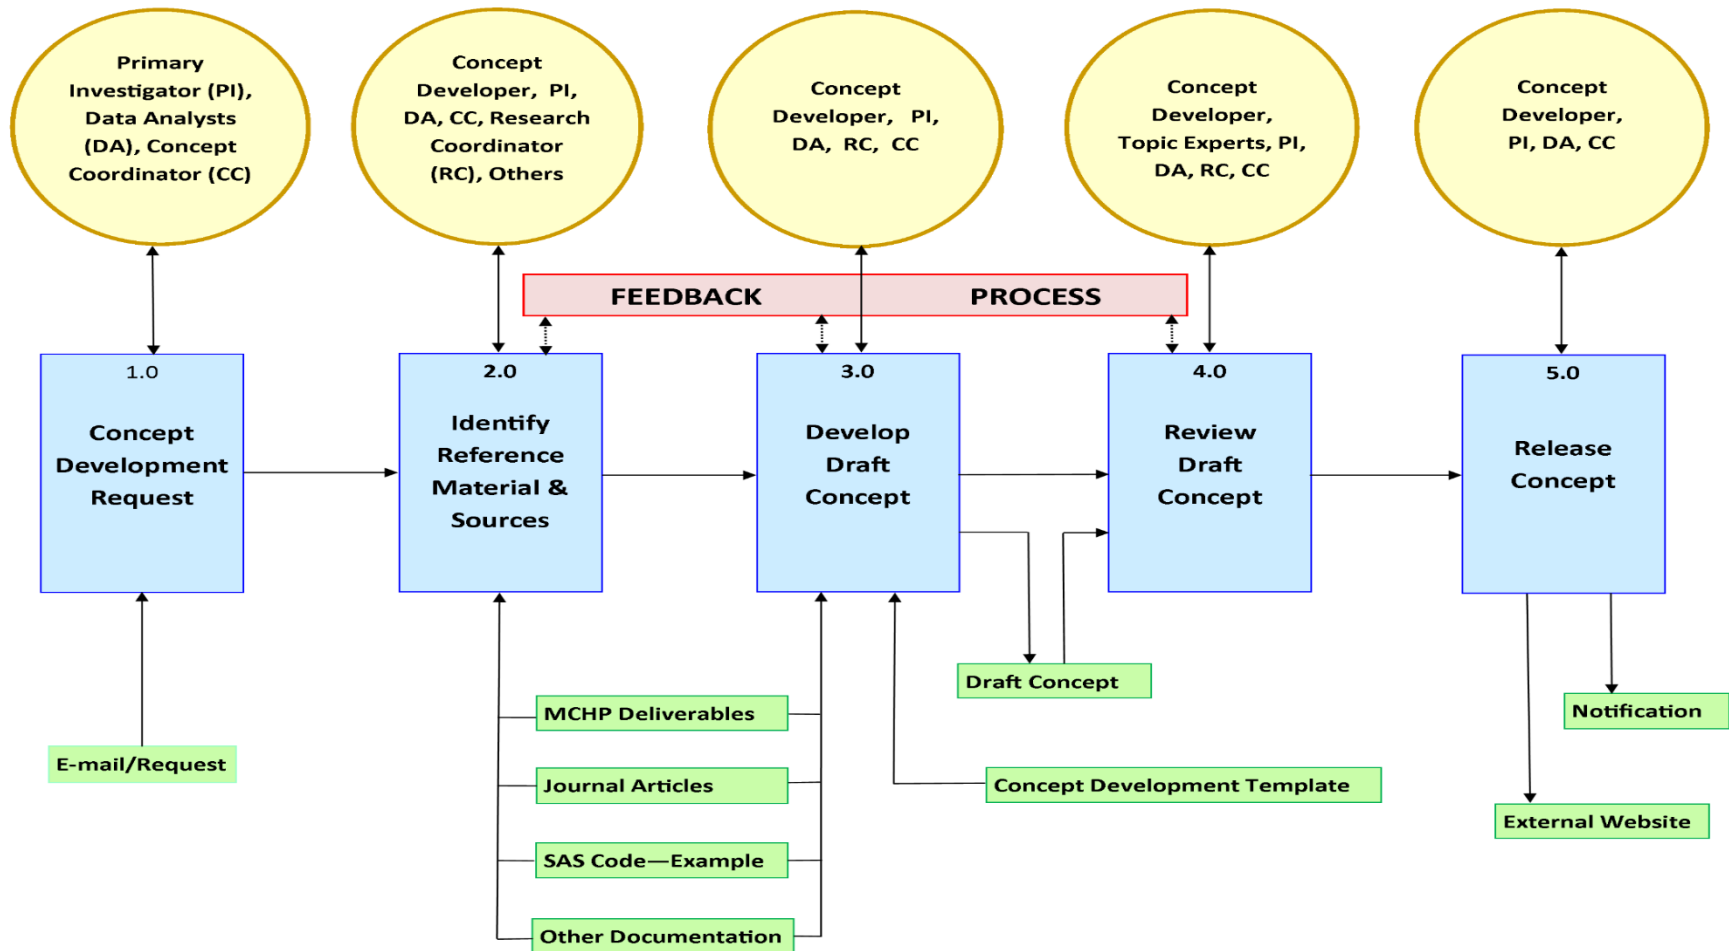 Primary
Investigator (PI),
Data Analysts
(DA), Concept
Coordinator (CC)
Concept
Developer, PI,
DA, CC, Research
Coordinator
(RC), Others
Concept
Developer, PI,
DA, RC, CC
Concept
Developer,
Topic Experts, PI,
DA, RC, CC
Concept
Developer,
PI, DA, CC
FEEDBACK PROCESS
1.0
Concept
Development
Request
2.0
Identify
Reference
Material &
Sources
3.0
Develop
Draft
Concept
4.0
Review
Draft
Concept
5.0
Release
Concept
E-mail/Request
MCHP Deliverables
Journal Articles
SAS Code—Example
Other Documentation
Draft Concept
Concept Development Template
Notification
External Website